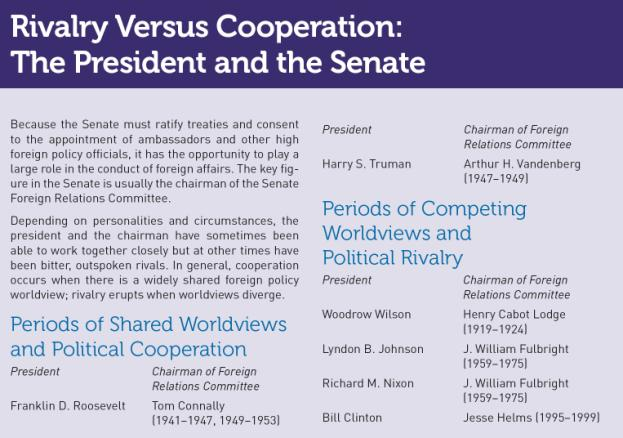 Rivalry Versus Cooperation:
The President and the Senate
Because the Senate must ratify treaties and consent
to the appointment of ambassadors and other high
foreign policy officials, it has the opportunity to play a
large role in the conduct of foreign affairs. The key fig-
ure in the Senate is usually the chairman of the Senate
Foreign Relations Committee.
Depending on personalities and circumstances, the
president and the chairman have sometimes been
able to work together closely but at other times have
been bitter, outspoken rivals. In general, cooperation
occurs when there is a widely shared foreign policy
worldview; rivalry erupts when worldviews diverge.
Periods of Shared Worldviews
and Political Cooperation
President Chairman of Foreign
Relations Committee
Franklin D. Roosevelt Tom Connally
(1941–1947, 1949–1953)
President Chairman of Foreign
Relations Committee
Harry S. Truman Arthur H. Vandenberg
(1947–1949)
Periods of Competing
Worldviews and
Political Rivalry
President Chairman of Foreign
Relations Committee
Woodrow Wilson Henry Cabot Lodge
(1919–1924)
Lyndon B. Johnson J. William Fulbright
(1959–1975)
Richard M. Nixon J. William Fulbright
(1959–1975)
Bill Clinton Jesse Helms (1995–1999)